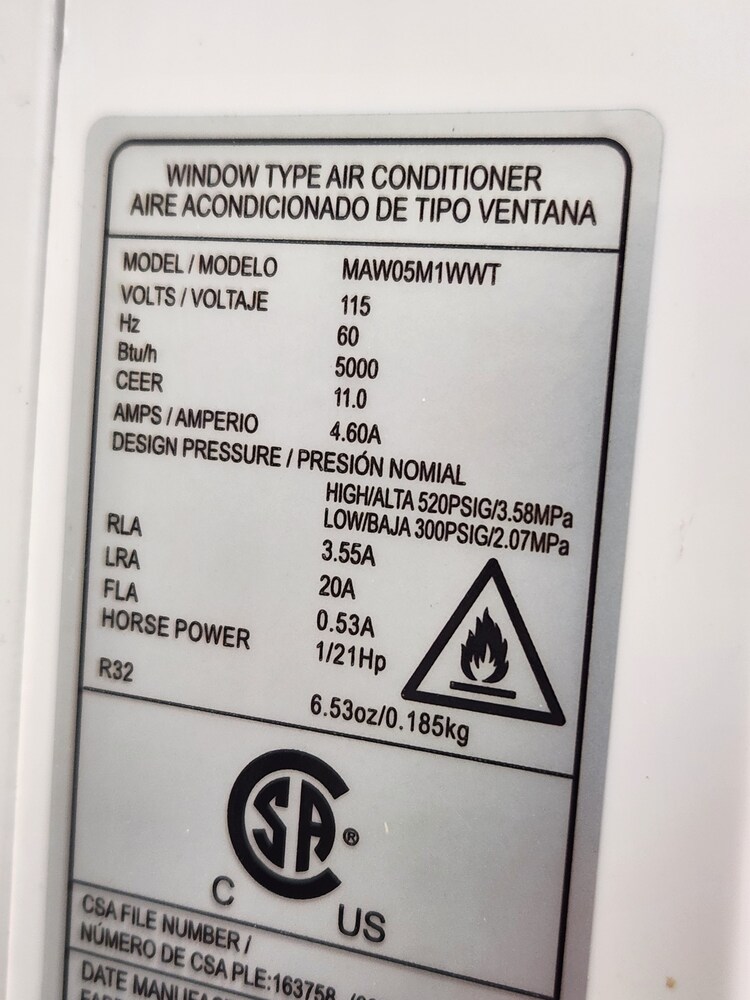 WINDOW TYPE AIR CONDITIONER
AIRE ACONDICIONADO DE TIPO VENTANA
MODEL / MODELO MAW05M1WWT
VOLTS / VOLTAJE 115
Hz 60
Btu/h 5000
CEER 11.0
AMPS / AMPERIO 4.60A
DESIGN PRESSURE / PRESIÓN NOMIAL
HIGH/ALTA 520PSIG/3.58MPa
LOW/BAJA 300PSIG/2.07MPa
RLA 3.55A
LRA 20A
FLA 0.53A
HORSE POWER 1/21Hp
R32 6.53oz/0.185kg
SA ®
C US
CSA FILE NUMBER /
NÚMERO DE CSA PLE:163758
DATE